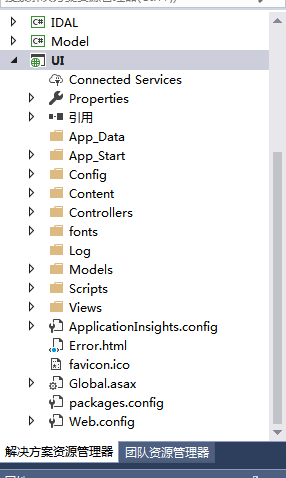 IDAL
Model
UI
Connected Services
Properties
引用
App_Data
App_Start
Config
Content
Controllers
fonts
Log
Models
Scripts
Views
ApplicationInsights.config
Error.html
favicon.ico
Global.asax
packages.config
Web.config
解决方案资源管理器 团队资源管理器